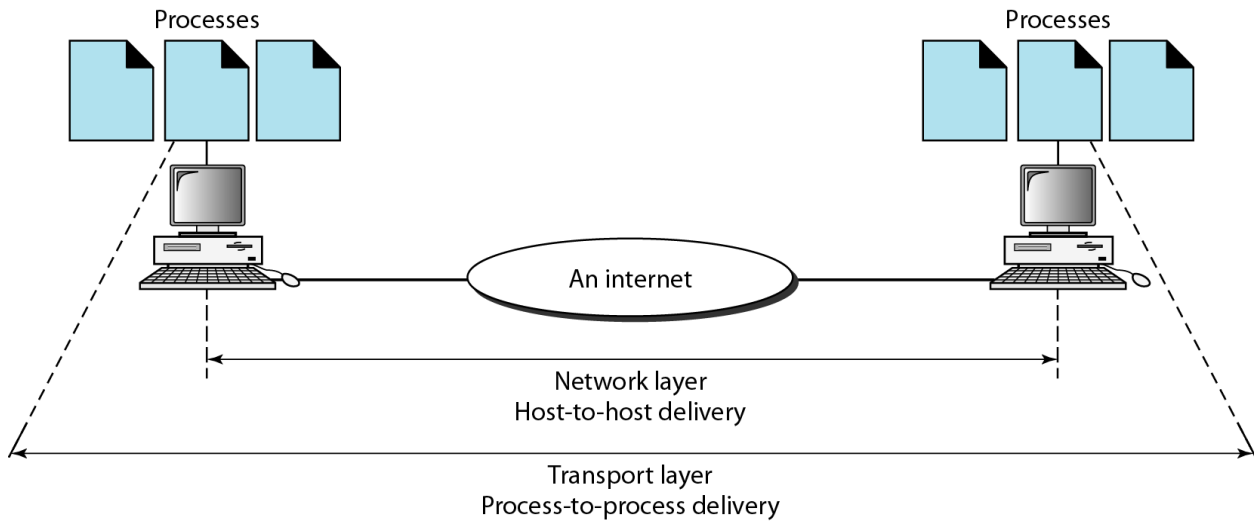 Processes
Processes
An internet
Network layer
Host-to-host delivery
Transport layer
Process-to-process delivery